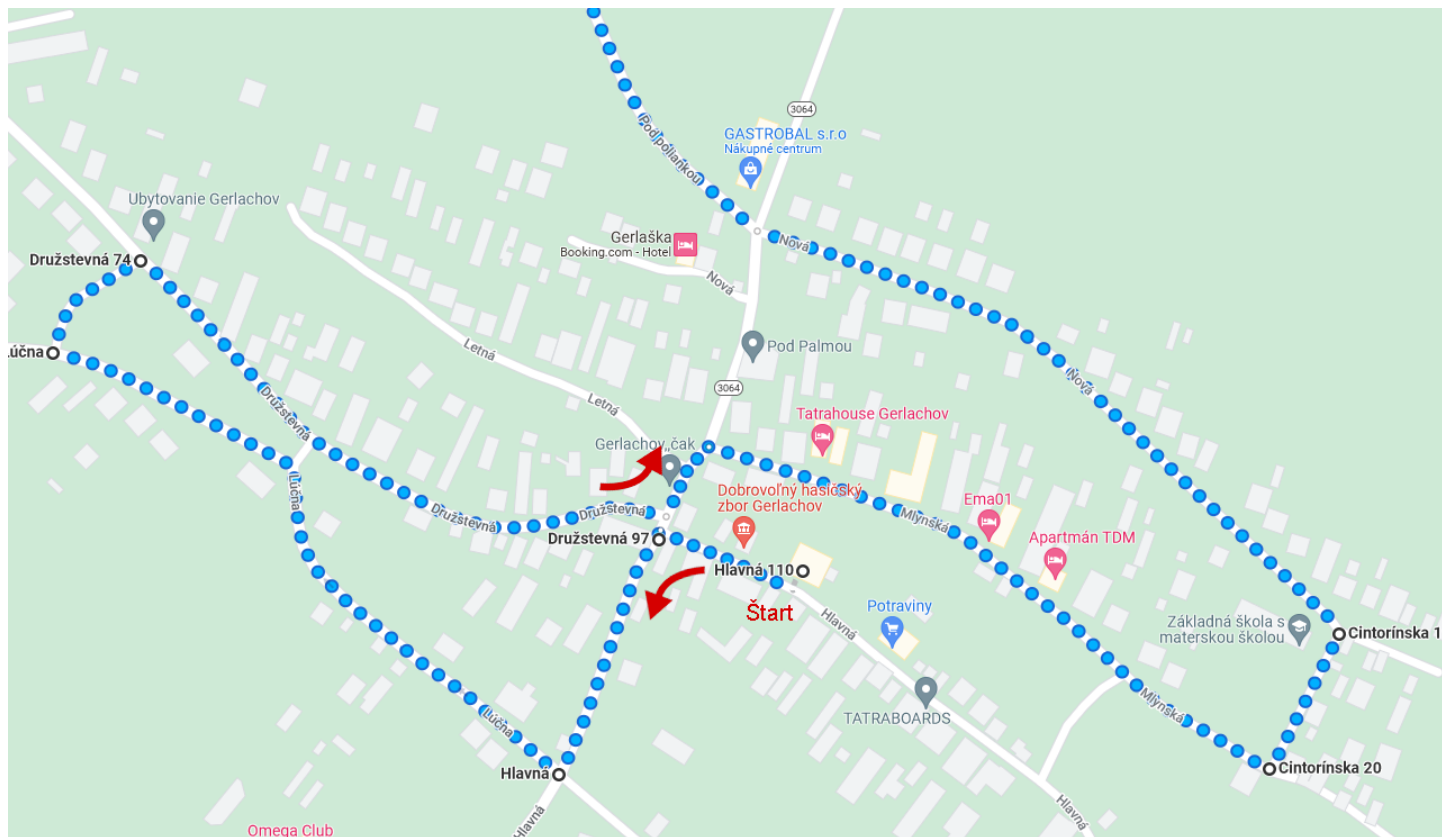 3064
GASTROBAL s.r.o
Nákupné centrum
Podpoliankou
Ubytovanie Gerlachov
Družstevná 74
Gerlaška
Booking.com - Hotel
Nová
Nová
Lúčna
Letná
Pod Palmou
Nová
3064
Letná
Družstevná
Tatrahouse Gerlachov
Gerlachov„čak
Lúčna
Družstevná
Družstevná
Dobrovoľný hasičský
zbor Gerlachov
Mlynská
Ema01
Družstevná 97
Apartmán TDM
Hlavná 110
Štart
Hlavná
Potraviny
Základná škola s
materskou školou
Cintorínska 1
TATRABOARDS
Mlynská
Lúčna
Hlavná
Cintorínska 20
Hlavná
Hlavná
Omega Club